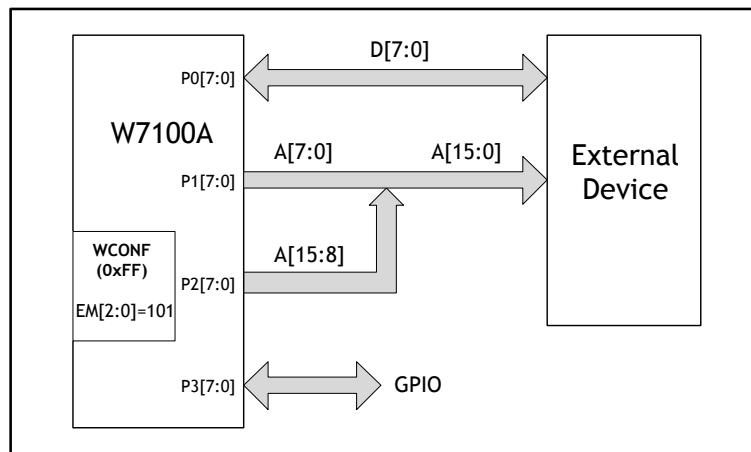 D[7:0]
P0[7:0]
W7100A
A[7:0]
A[15:0]
P1[7:0]
External
Device
WCONF
(0xFF)
EM[2:0]=101
A[15:8]
P2[7:0]
P3[7:0]
GPIO